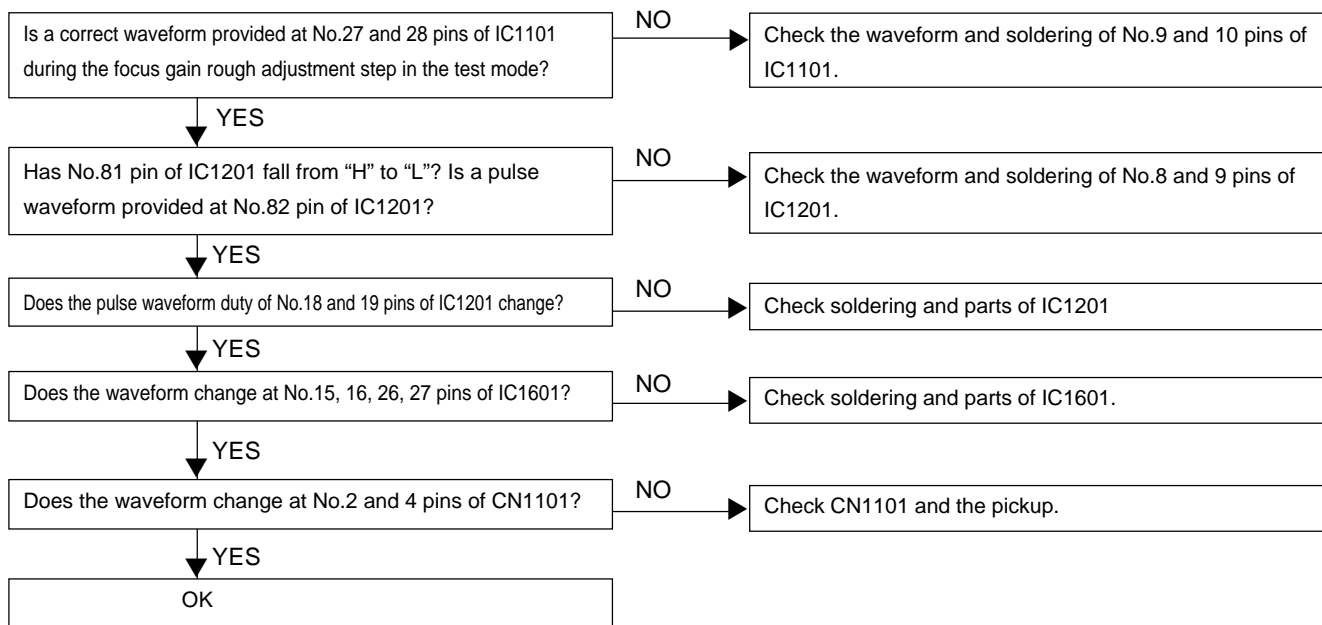 Is a correct waveform provided at No.27 and 28 pins of IC1101
during the focus gain rough adjustment step in the test mode?
NO
Check the waveform and soldering of No.9 and 10 pins of
IC1101.
YES
Has No.81 pin of IC1201 fall from “H” to “L”? Is a pulse
waveform provided at No.82 pin of IC1201?
NO
Check the waveform and soldering of No.8 and 9 pins of
IC1201.
YES
Does the pulse waveform duty of No.18 and 19 pins of IC1201 change?
NO
Check soldering and parts of IC1201
YES
Does the waveform change at No.15, 16, 26, 27 pins of IC1601?
NO
Check soldering and parts of IC1601.
YES
Does the waveform change at No.2 and 4 pins of CN1101?
NO
Check CN1101 and the pickup.
YES
OK